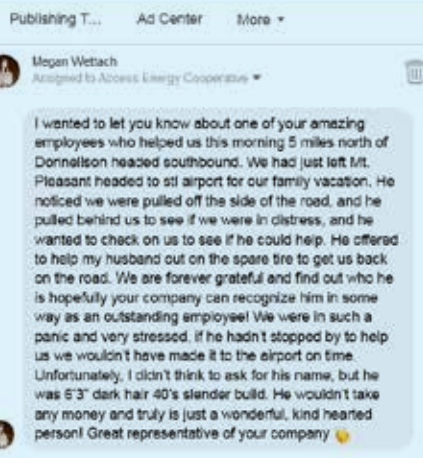 Publishing T... Ad Center More
Megan Wettach
Assigned to Access Energy Cooperative
I wanted to let you know about one of your amazing
employees who helped us this morning 5 miles north of
Donnellson headed southbound. We had just left Mt.
Pleasant headed to stl airport for our family vacation. He
noticed we were pulled off the side of the road, and he
pulled behind us to see if we were in distress, and he
wanted to check on us to see if he could help. He offered
to help my husband out on the spare tire to get us back
on the road. We are forever grateful and find out who he
is hopefully your company can recognize him in some
way as an outstanding employee! We were in such a
panic and very stressed, if he hadn't stopped by to help
us we wouldn't have made it to the airport on time.
Unfortunately, I didn't think to ask for his name, but he
was 6'3" dark hair 40's slender build. He wouldn't take
any money and truly is just a wonderful, kind hearted
person! Great representative of your company